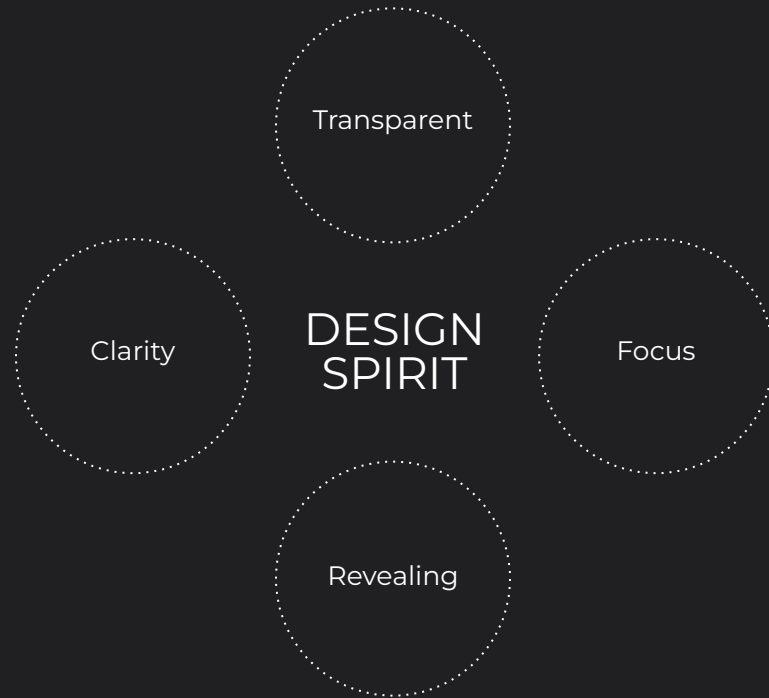 Transparent
Clarity
DESIGN
SPIRIT
Focus
Revealing